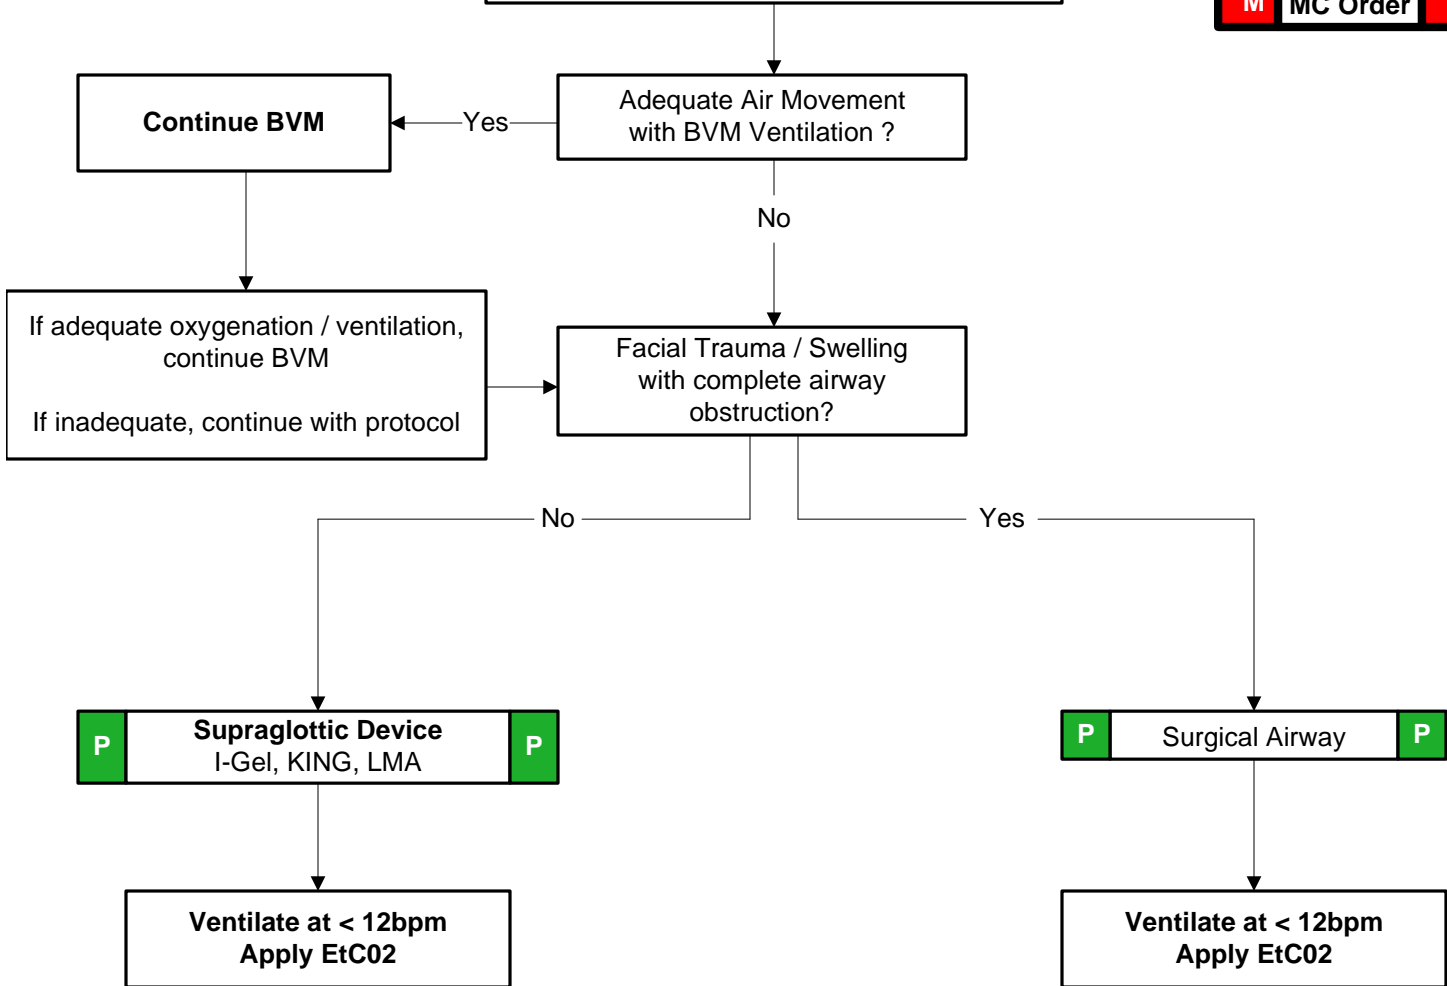 M MC Order
Adequate Air Movement
with BVM Ventilation ?
Continue BVM
Yes
No
If adequate oxygenation / ventilation,
continue BVM
If inadequate, continue with protocol
Facial Trauma / Swelling
with complete airway
obstruction?
No
Yes
P
Supraglottic Device
I-Gel, KING, LMA
P
P
Surgical Airway
P
Ventilate at < 12bpm
Apply EtC02
Ventilate at < 12bpm
Apply EtC02